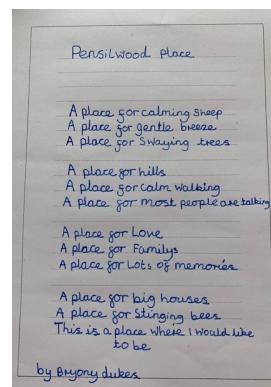 Pensilwood Place
A place for calming sheep
A place for gentle breeze
A place for Swaying trees
A place for hills
A place for calm walking
A place for most people are talking
A place for Love
A place for Familys
A place for Lots of memories
A place for big houses
A place for Stinging bees
This is a place where I would like
to be
by Bryony dukes